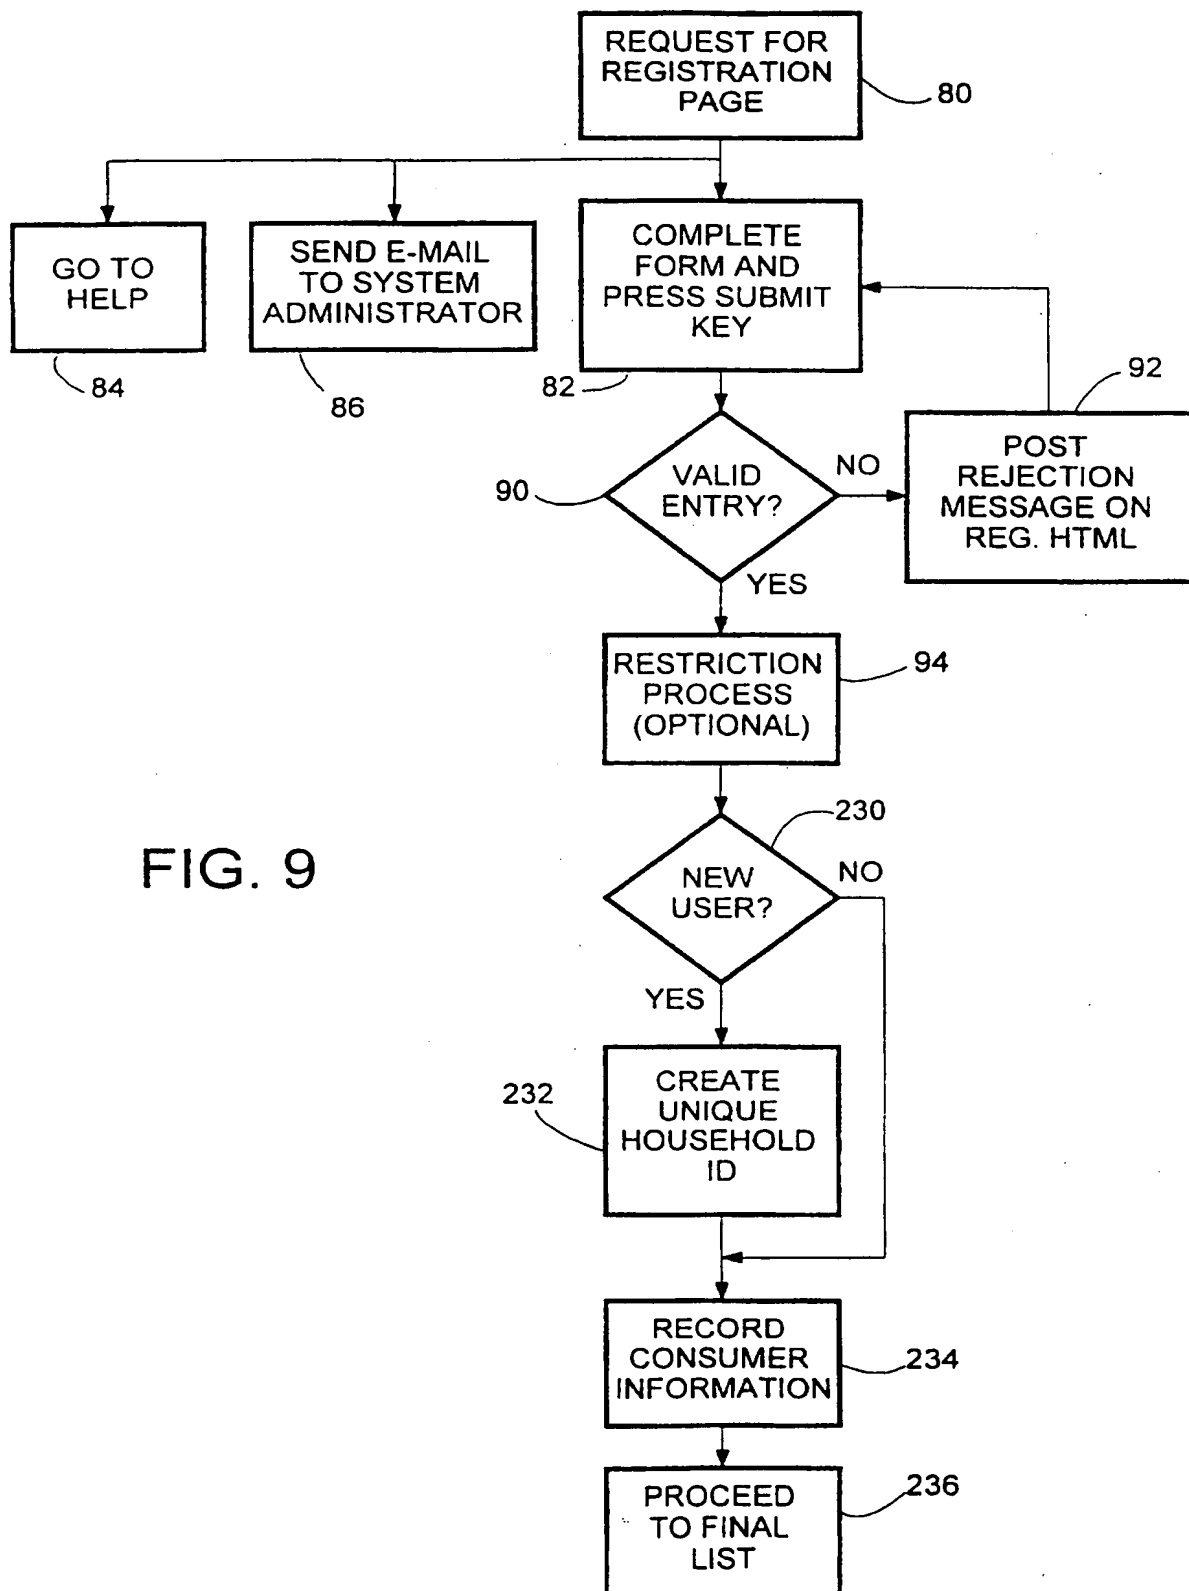 REQUEST FOR
REGISTRATION
PAGE
80
GO TO
HELP
84
SEND E-MAIL
TO SYSTEM
ADMINISTRATOR
86
COMPLETE
FORM AND
PRESS SUBMIT
KEY
82
92
POST
REJECTION
MESSAGE ON
REG. HTML
90
VALID
ENTRY?
NO
YES
RESTRICTION
PROCESS
(OPTIONAL)
94
230
NEW
USER?
NO
YES
FIG. 9
232
CREATE
UNIQUE
HOUSEHOLD
ID
RECORD
CONSUMER
INFORMATION
234
PROCEED
TO FINAL
LIST
236